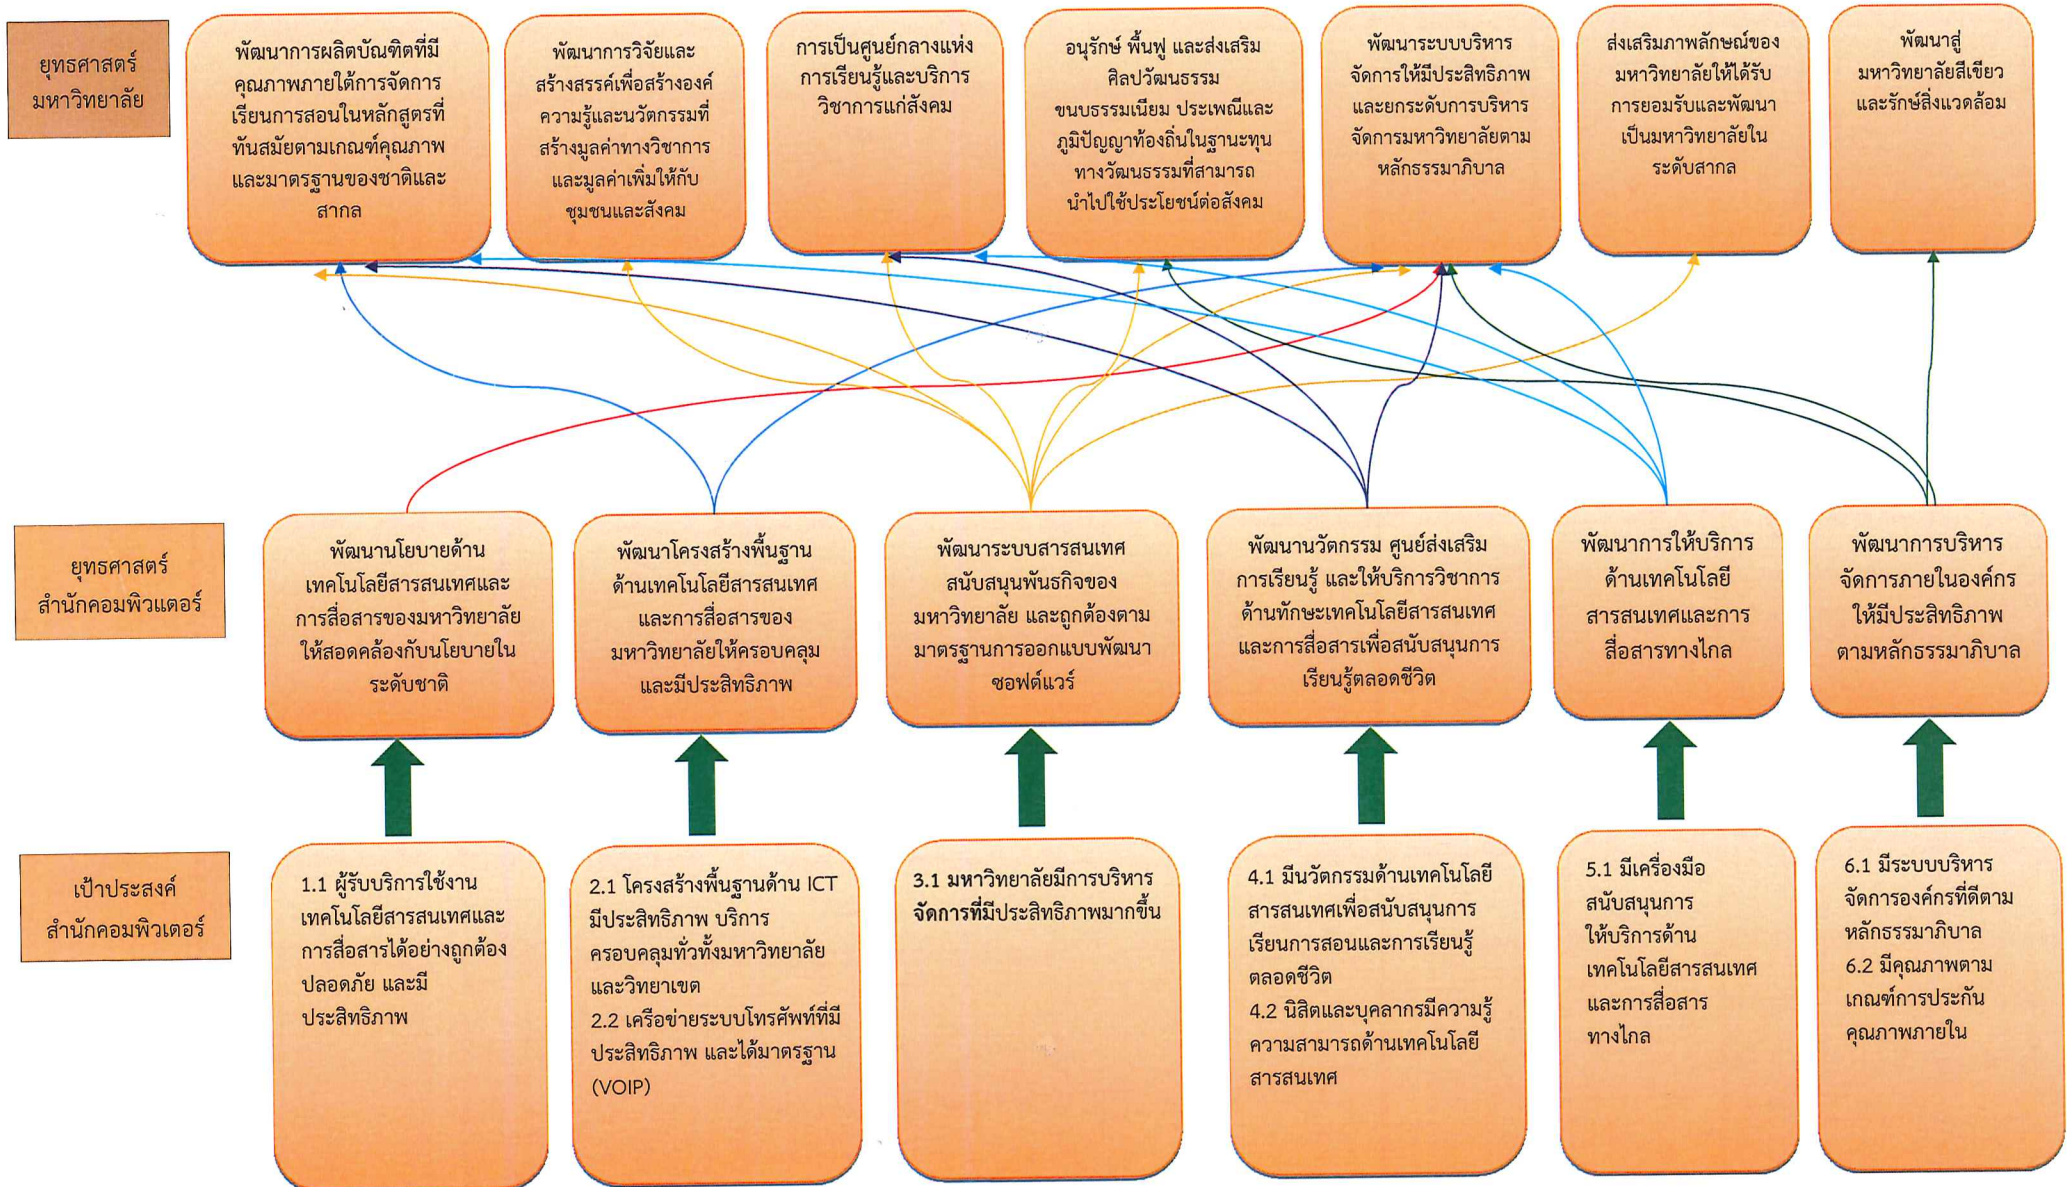 ยุทธศาสตร์
มหาวิทยาลัย
พัฒนาการผลิตบัณฑิตที่มี
คุณภาพภายใต้การจัดการ
เรียนการสอนในหลักสูตรที่
ทันสมัยตามเกณฑ์คุณภาพ
และมาตรฐานของชาติและ
สากล
พัฒนาการวิจัยและ
สร้างสรรค์เพื่อสร้างองค์
ความรู้และนวัตกรรมที่
สร้างมูลค่าทางวิชาการ
และมูลค่าเพิ่มให้กับ
ชุมชนและสังคม
การเป็นศูนย์กลางแห่ง
การเรียนรู้และบริการ
วิชาการแก่สังคม
อนุรักษ์ พื้นฟู และส่งเสริม
ศิลปวัฒนธรรม
ขนบธรรมเนียม ประเพณีและ
ภูมิปัญญาท้องถิ่นในฐานะทุน
ทางวัฒนธรรมที่สามารถ
นำไปใช้ประโยชน์ต่อสังคม
พัฒนาระบบบริหาร
จัดการให้มีประสิทธิภาพ
และยกระดับการบริหาร
จัดการมหาวิทยาลัยตาม
หลักธรรมาภิบาล
ส่งเสริมภาพลักษณ์ของ
มหาวิทยาลัยให้ได้รับ
การยอมรับและพัฒนา
เป็นมหาวิทยาลัยใน
ระดับสากล
พัฒนาสู่
มหาวิทยาลัยสีเขียว
และรักษ์สิ่งแวดล้อม
ยุทธศาสตร์
สำนักคอมพิวแตอร์
พัฒนานโยบายด้าน
เทคโนโลยีสารสนเทศและ
การสื่อสารของมหาวิทยาลัย
ให้สอดคล้องกับนโยบายใน
ระดับชาติ
พัฒนาโครงสร้างพื้นฐาน
ด้านเทคโนโลยีสารสนเทศ
และการสื่อสารของ
มหาวิทยาลัยให้ครอบคลุม
และมีประสิทธิภาพ
พัฒนาระบบสารสนเทศ
สนับสนุนพันธกิจของ
มหาวิทยาลัย และถูกต้องตาม
มาตรฐานการออกแบบพัฒนา
ซอฟต์แวร์
พัฒนานวัตกรรม ศูนย์ส่งเสริม
การเรียนรู้ และให้บริการวิชาการ
ด้านทักษะเทคโนโลยีสารสนเทศ
และการสื่อสารเพื่อสนับสนุนการ
เรียนรู้ตลอดชีวิต
พัฒนาการให้บริการ
ด้านเทคโนโลยี
สารสนเทศและการ
สื่อสารทางไกล
พัฒนาการบริหาร
จัดการภายในองค์กร
ให้มีประสิทธิภาพ
ตามหลักธรรมาภิบาล
เป้าประสงค์
สำนักคอมพิวเตอร์
1.1 ผู้รับบริการใช้งาน
เทคโนโลยีสารสนเทศและ
การสื่อสารได้อย่างถูกต้อง
ปลอดภัย และมี
ประสิทธิภาพ
2.1 โครงสร้างพื้นฐานด้าน ICT
มีประสิทธิภาพ บริการ
ครอบคลุมทั่วทั้งมหาวิทยาลัย
และวิทยาเขต
2.2 เครือข่ายระบบโทรศัพท์ที่มี
ประสิทธิภาพ และได้มาตรฐาน
(VOIP)
3.1 มหาวิทยาลัยมีการบริหาร
จัดการที่มีประสิทธิภาพมากขึ้น
4.1 มีนวัตกรรมด้านเทคโนโลยี
สารสนเทศเพื่อสนับสนุนการ
เรียนการสอนและการเรียนรู้
ตลอดชีวิต
4.2 นิสิตและบุคลากรมีความรู้
ความสามารถด้านเทคโนโลยี
สารสนเทศ
5.1 มีเครื่องมือ
สนับสนุนการ
ให้บริการด้าน
เทคโนโลยีสารสนเทศ
และการสื่อสาร
ทางไกล
6.1 มีระบบบริหาร
จัดการองค์กรที่ดีตาม
หลักธรรมาภิบาล
6.2 มีคุณภาพตาม
เกณฑ์การประกัน
คุณภาพภายใน